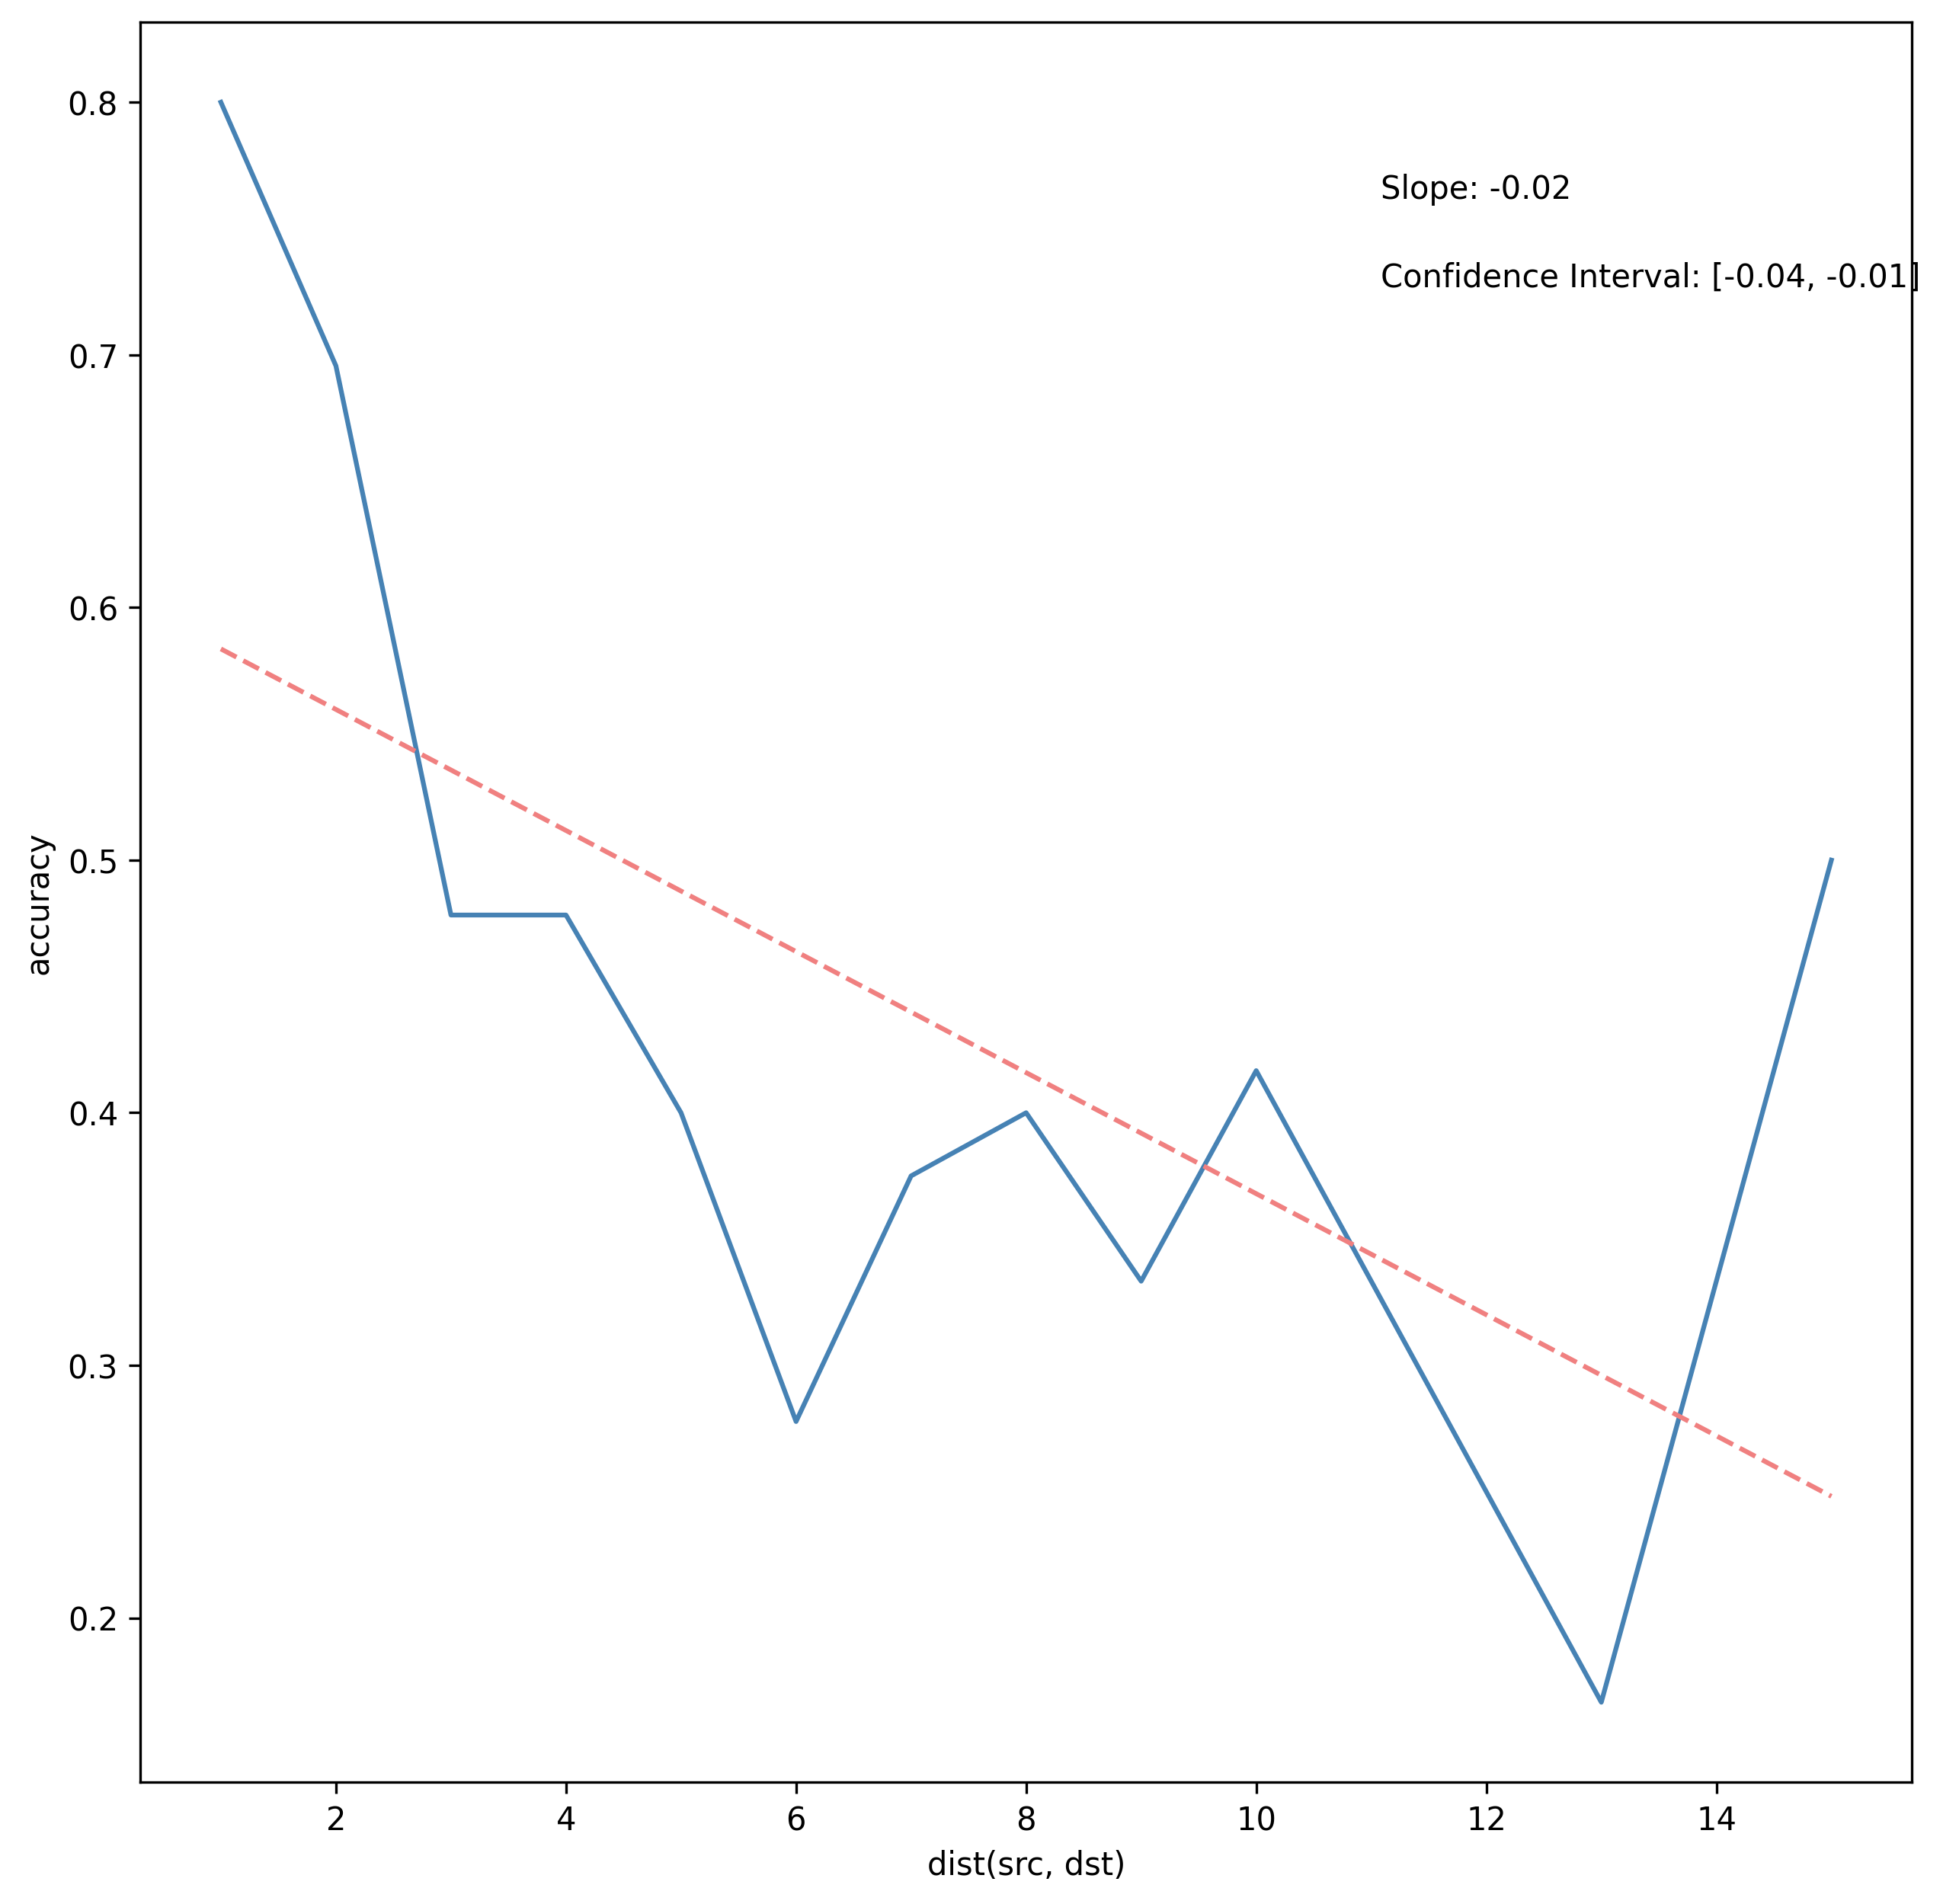 0.8
0.7
0.6
0.5
0.4
0.3
0.2
accuracy
Slope: -0.02
Confidence Interval: [-0.04, -0.01]
2 4 6 8 10 12 14
dist(src, dst)